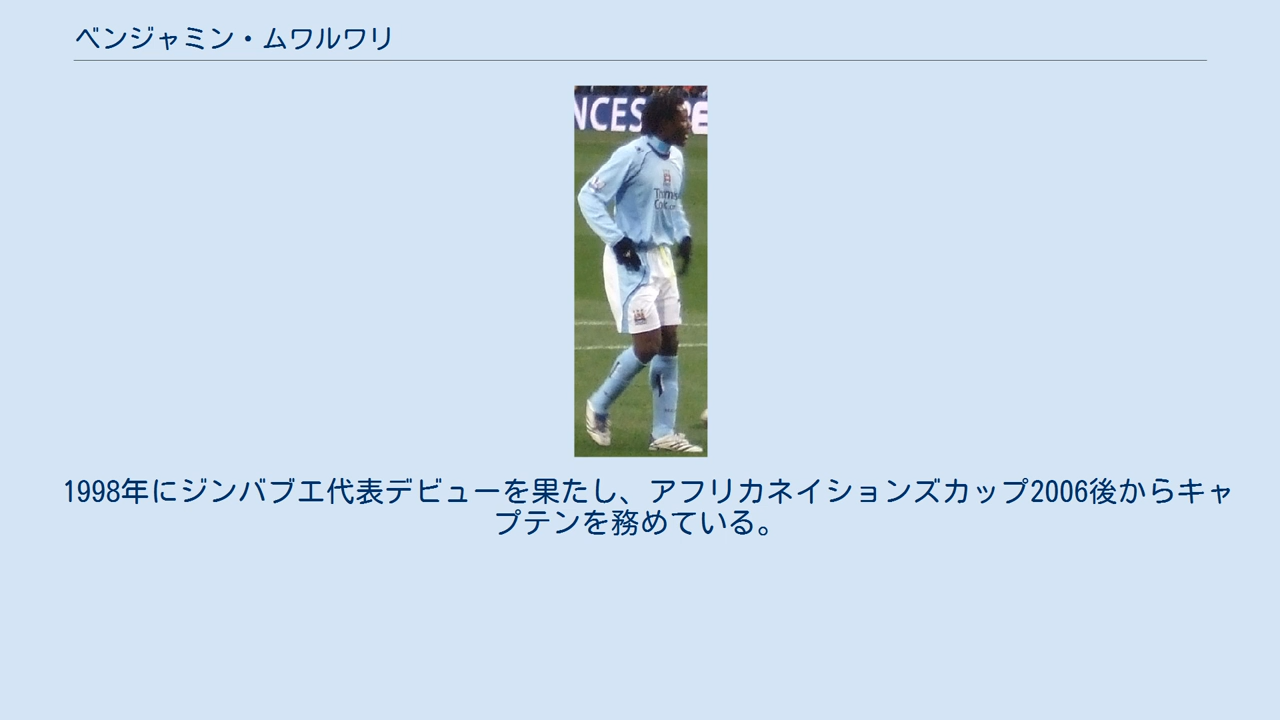 ベンジャミン・ムワルワリ
NCES
1998年にジンバブエ代表デビューを果たし、アフリカネイションズカップ2006後からキャ
プテンを務めている。